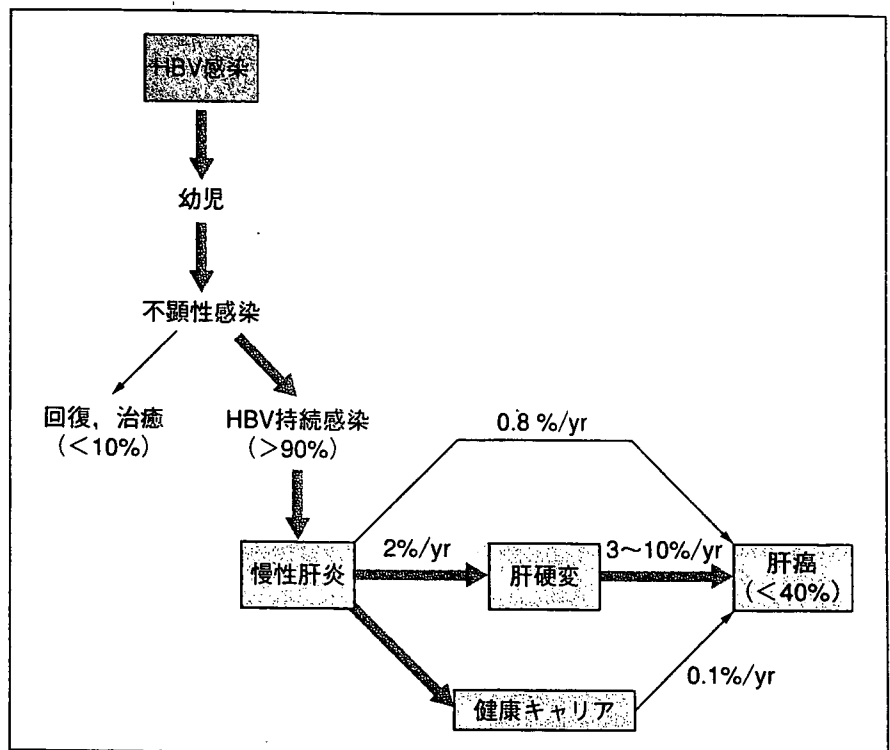 HBV感染
幼児
不顕性感染
回復，治癒
（＜10%）
HBV持続感染
（＞90%）
0.8 %/yr
慢性肝炎
2%/yr
肝硬変
3〜10%/yr
肝癌
（＜40%）
0.1%/yr
健康キャリア